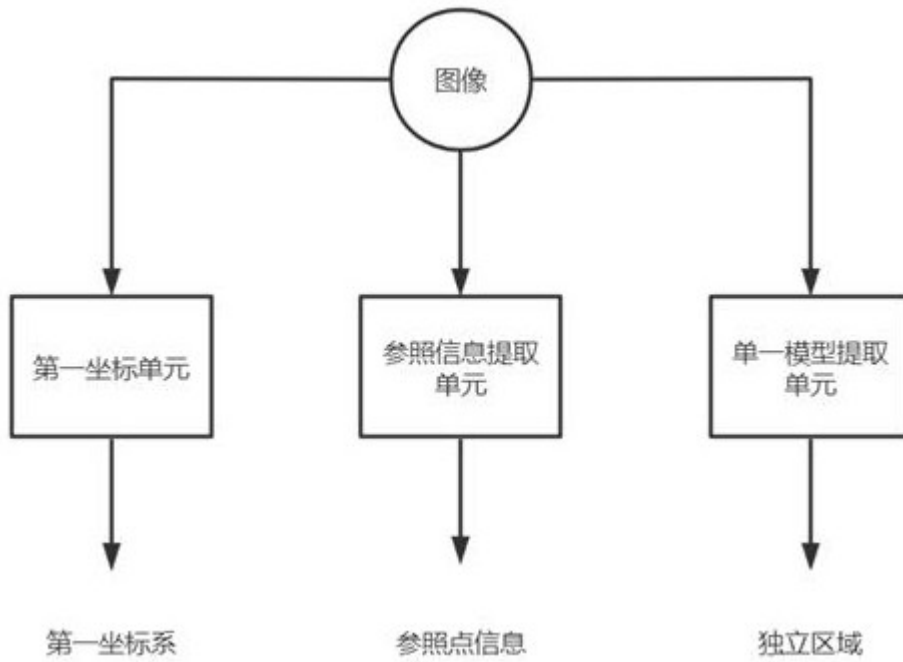 图像
第一坐标单元
参照信息提取
单元
单一模型提取
单元
第一坐标系
参照点信息
独立区域